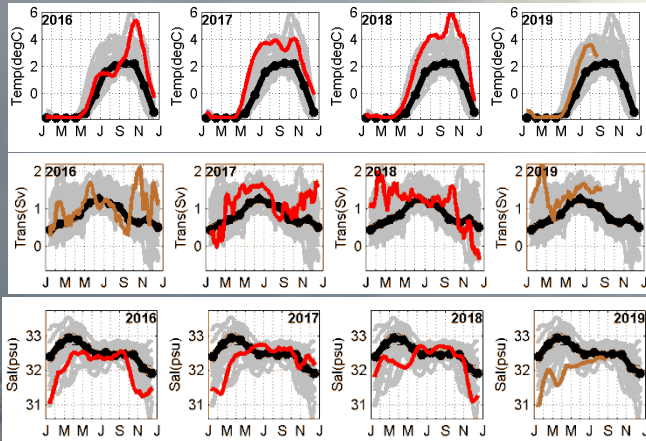 2016 2017 2018 2019
Temp(degC) 6 4 2 0 Temp(degC) 6 4 2 0 Temp(degC) 6 4 2 0 Temp(degC) 6 4 2 0
J M M J S N J J M M J S N J J M M J S N J J M M J S N J
2016 2017 2018 2019
Trans(Sv) 2 1 0 Trans(Sv) 2 1 0 Trans(Sv) 2 1 0 Trans(Sv) 2 1 0
J M M J S N J J M M J S N J J M M J S N J J M M J S N J
2016 2017 2018 2019
Sal(psu) 33 32 31 Sal(psu) 33 32 31 Sal(psu) 33 32 31 Sal(psu) 33 32 31
J M M J S N J J M M J S N J J M M J S N J J M M J S N J